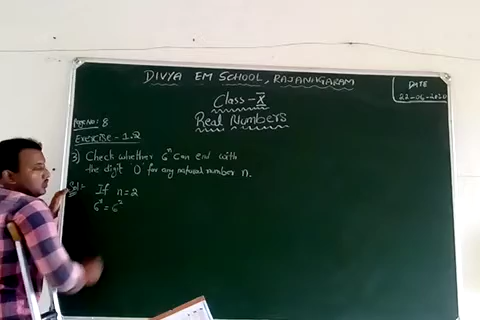 DIVYA EM SCHOOL, RAJANIGARAM
DATE
22-06-2020
Class - X
Real Numbers
PAGE NO: 8
Exercise - 1.2
3) Check whether 6ⁿ can end with
the digit '0' for any natural number n.
Sol:-
If n=2
6ⁿ = 6²